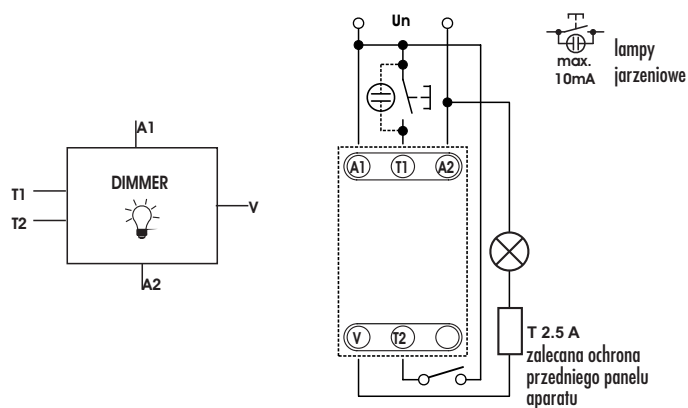 A1
DIMMER
T1
T2
V
A2
Un
A1
T1
A2
V
T2
max.
10mA
lampy
jarzeniowe
T 2.5 A
zalecana ochrona
przedniego panelu
aparatu